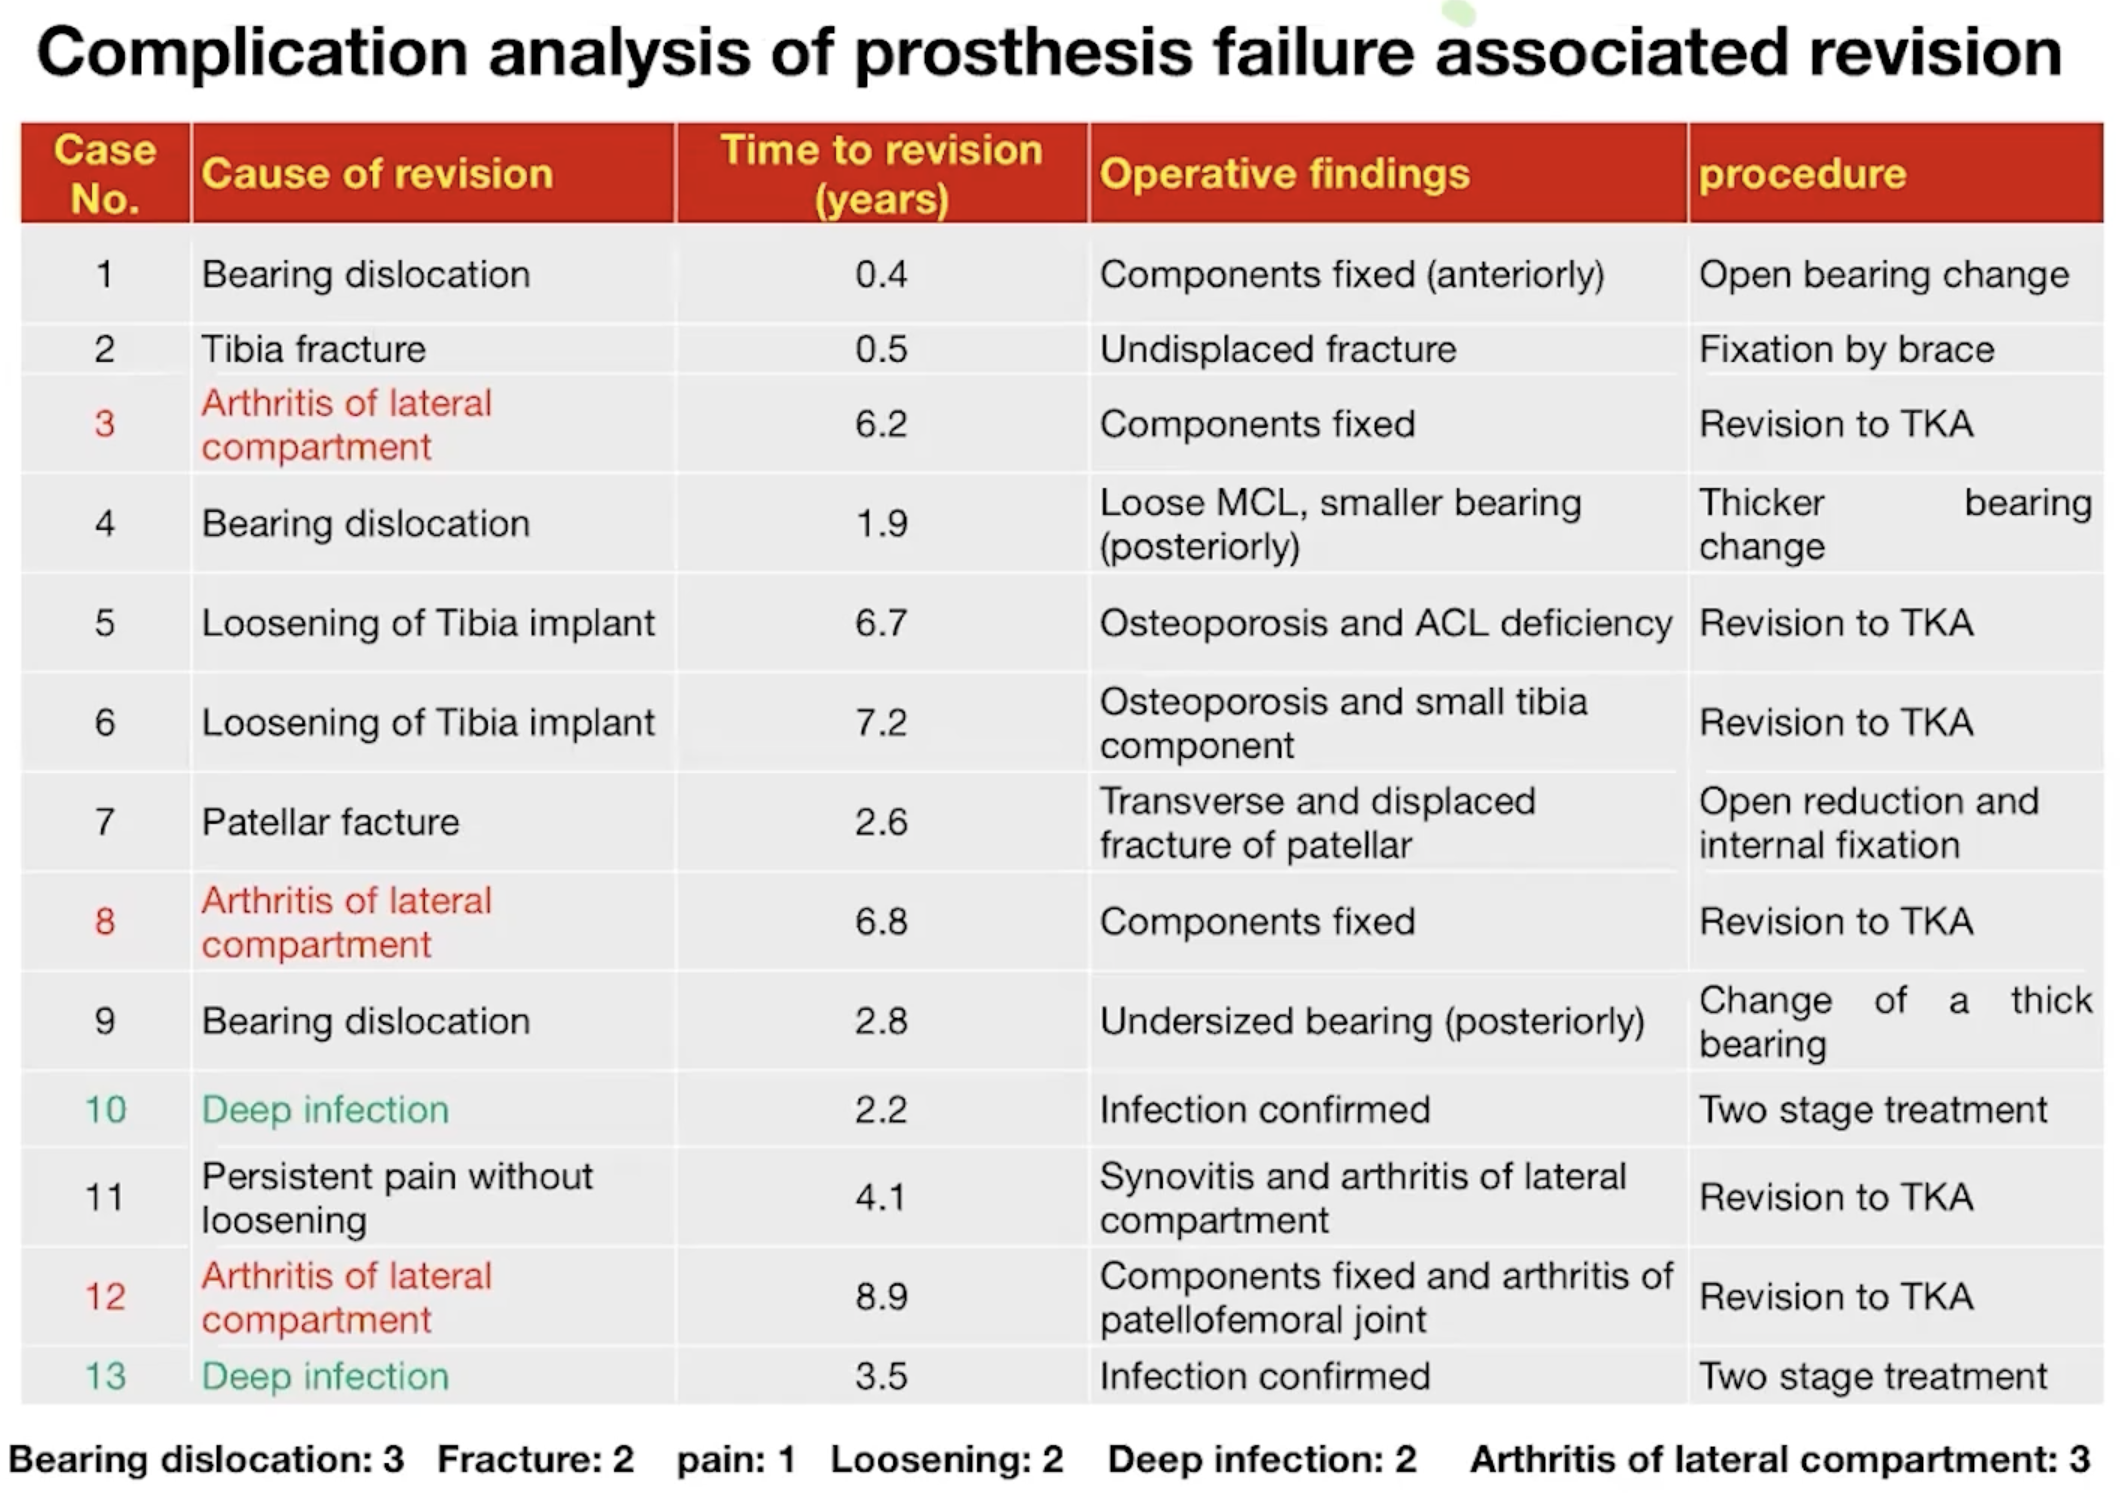 Complication analysis of prosthesis failure associated revision
Case No. Cause of revision Time to revision (years) Operative findings procedure
1 Bearing dislocation 0.4 Components fixed (anteriorly) Open bearing change
2 Tibia fracture 0.5 Undisplaced fracture Fixation by brace
3 Arthritis of lateral compartment 6.2 Components fixed Revision to TKA
4 Bearing dislocation 1.9 Loose MCL, smaller bearing (posteriorly) Thicker bearing change
5 Loosening of Tibia implant 6.7 Osteoporosis and ACL deficiency Revision to TKA
6 Loosening of Tibia implant 7.2 Osteoporosis and small tibia component Revision to TKA
7 Patellar facture 2.6 Transverse and displaced fracture of patellar Open reduction and internal fixation
8 Arthritis of lateral compartment 6.8 Components fixed Revision to TKA
9 Bearing dislocation 2.8 Undersized bearing (posteriorly) Change of a thick bearing
10 Deep infection 2.2 Infection confirmed Two stage treatment
11 Persistent pain without loosening 4.1 Synovitis and arthritis of lateral compartment Revision to TKA
12 Arthritis of lateral compartment 8.9 Components fixed and arthritis of patellofemoral joint Revision to TKA
13 Deep infection 3.5 Infection confirmed Two stage treatment
Bearing dislocation: 3 Fracture: 2 pain: 1 Loosening: 2 Deep infection: 2 Arthritis of lateral compartment: 3